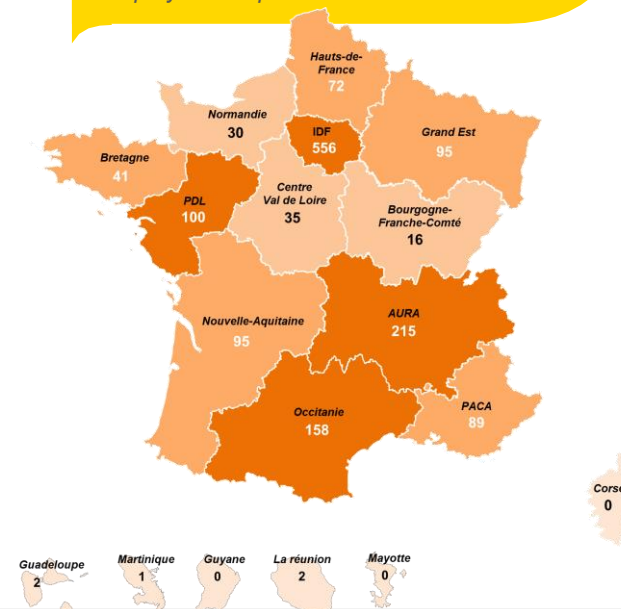 Hauts-de-
France
72
Normandie
30
IDF
556
Grand Est
95
Bretagne
41
PDL
100
Centre
Val de Loire
35
Bourgogne-
Franche-Comté
16
Nouvelle-Aquitaine
95
AURA
215
Occitanie
158
PACA
89
Corse
0
Guadeloupe
2
Martinique
1
Guyane
0
La réunion
2
Mayotte
0